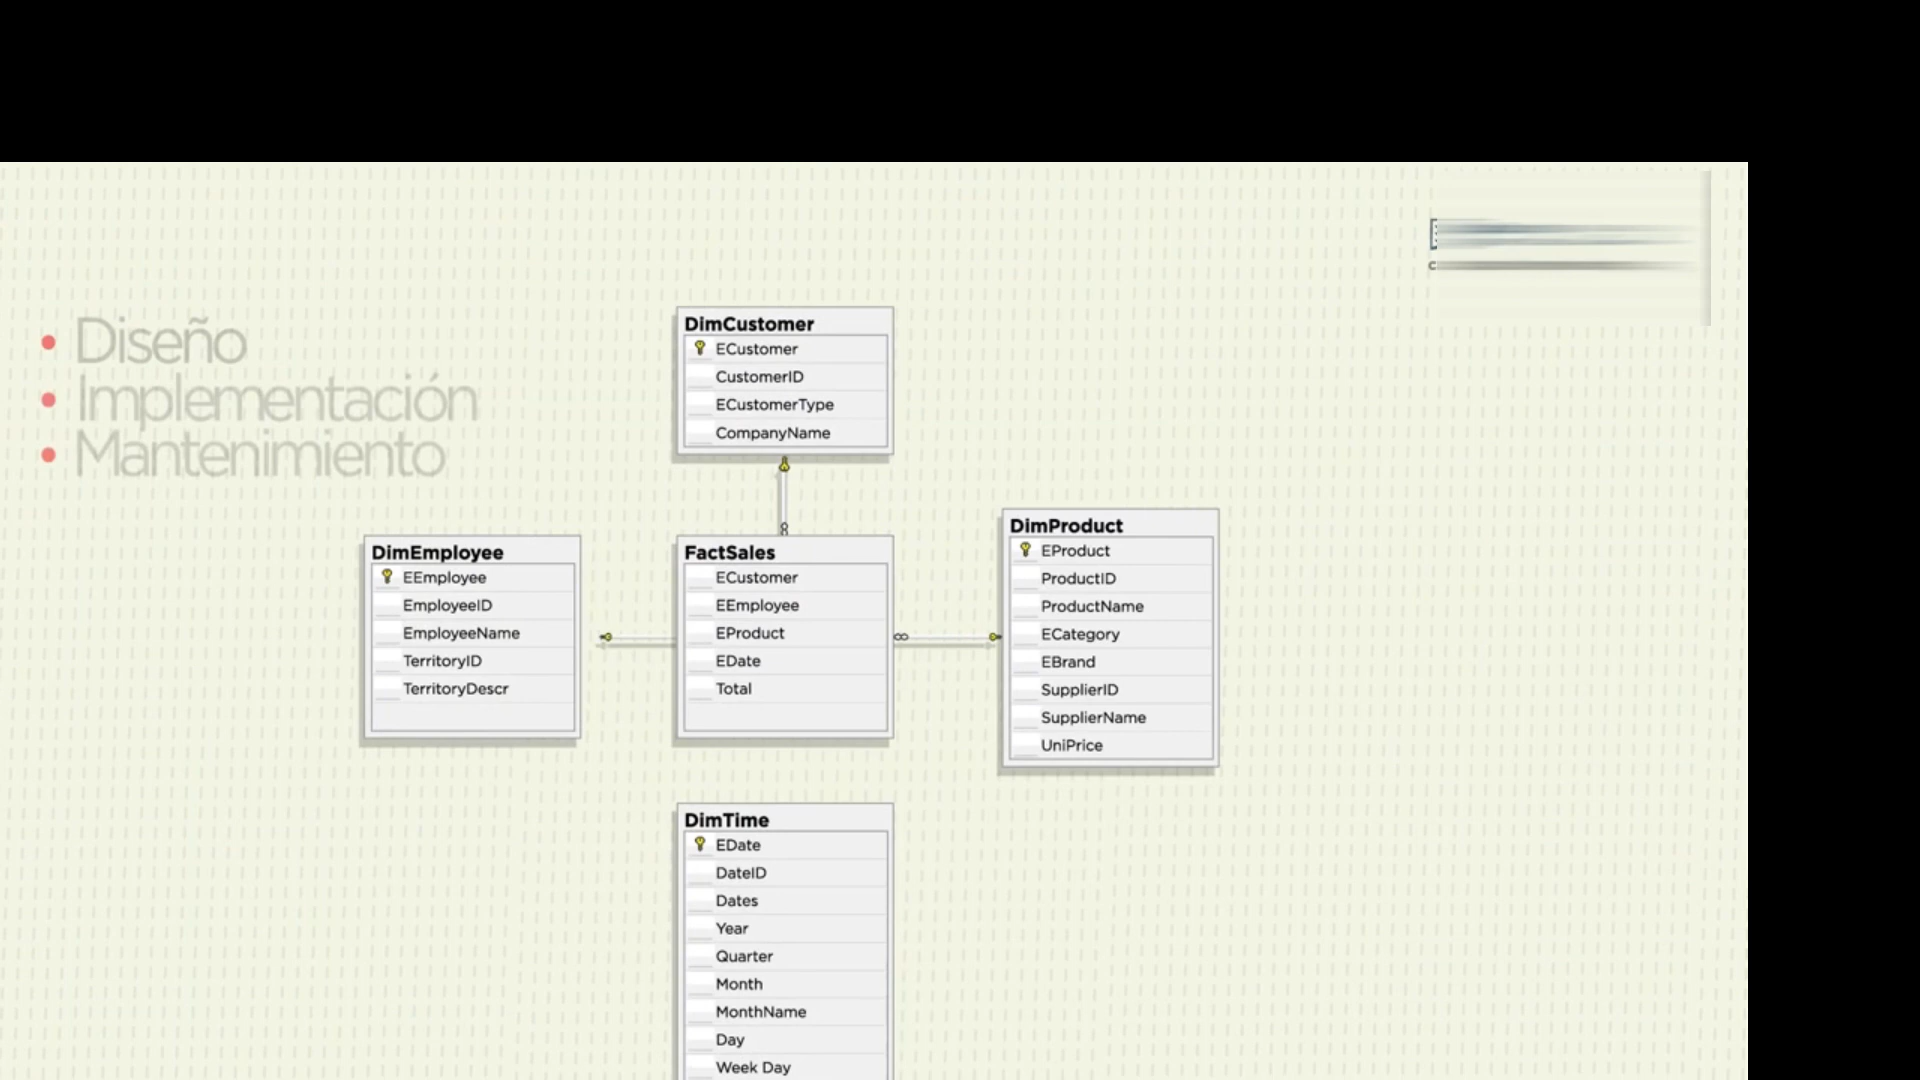 Diseño
Implementación
Mantenimiento
DimCustomer
ECustomer
CustomerID
ECustomerType
CompanyName
DimEmployee
EEmployee
EmployeeID
EmployeeName
TerritoryID
TerritoryDescr
FactSales
ECustomer
EEmployee
EProduct
EDate
Total
DimProduct
EProduct
ProductID
ProductName
ECategory
EBrand
SupplierID
SupplierName
UniPrice
DimTime
EDate
DateID
Dates
Year
Quarter
Month
MonthName
Day
Week Day